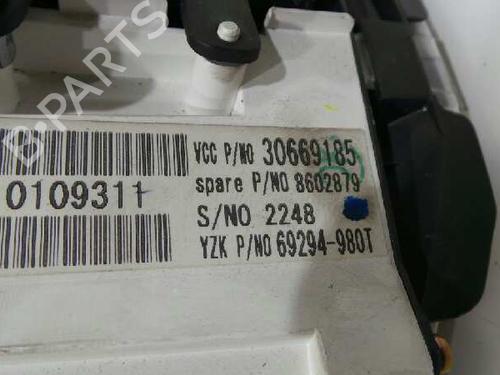 B-PARTS
VCC P/NO 30669185
spare P/NO 8602879
0109311
S/NO 2248
YZK P/NO 69294-980T